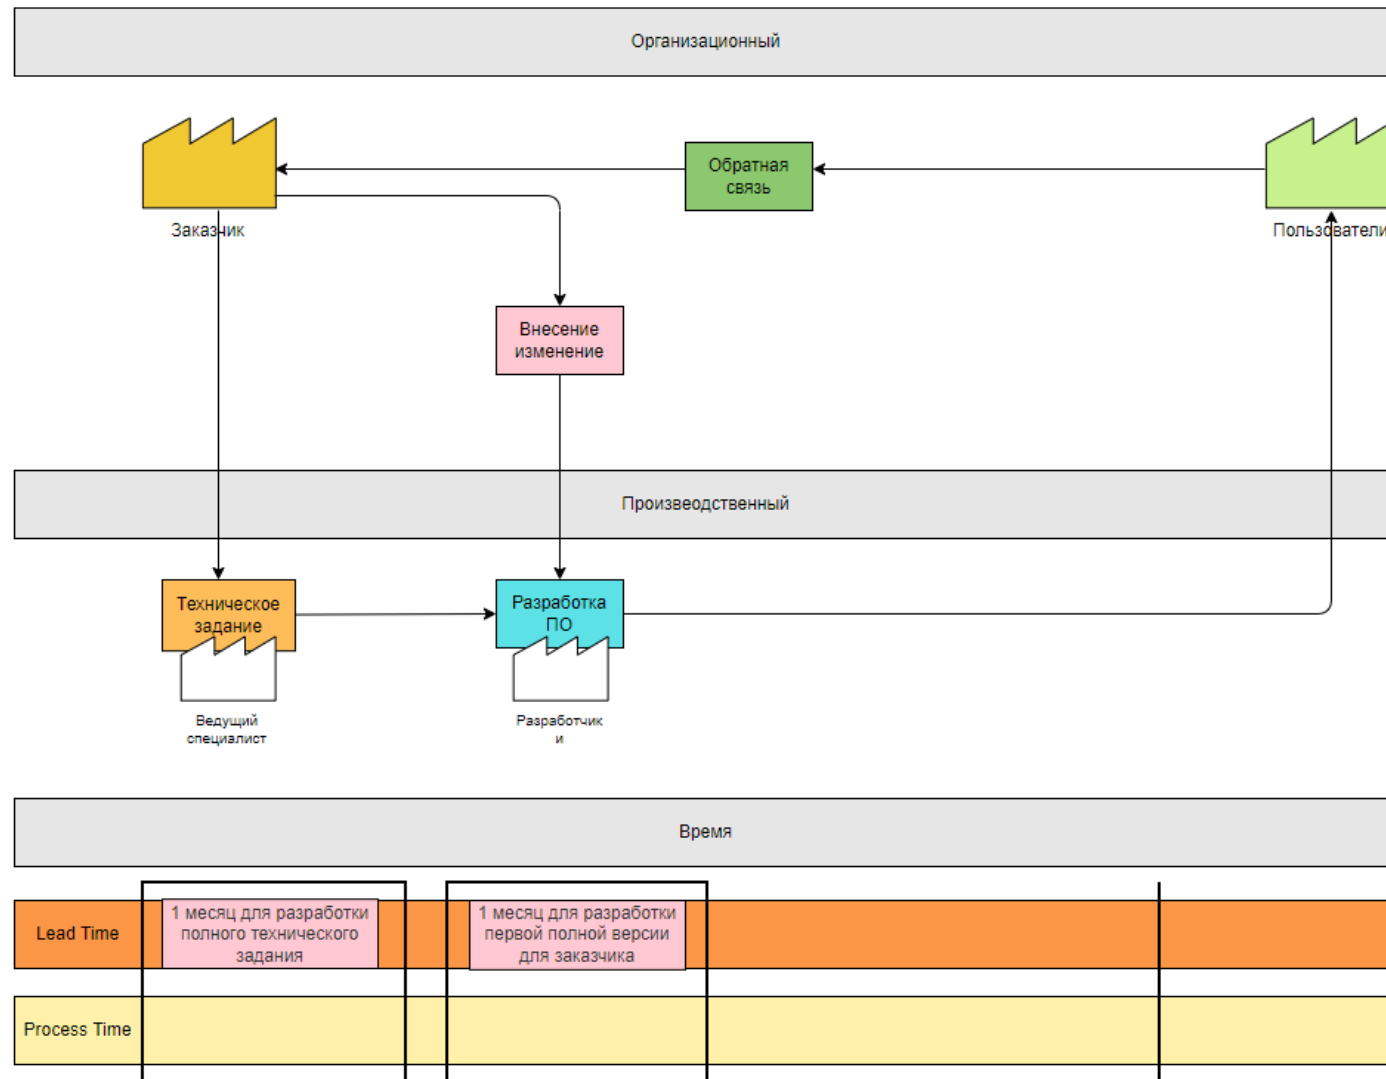 Организационный
Обратная
связь
Заказчик
Пользователи
Внесение
изменение
Произвеодственный
Техническое
задание
Разработка
ПО
Ведущий
специалист
Разработчик
и
Время
Lead Time
1 месяц для разработки
полного технического
задания
1 месяц для разработки
первой полной версии
для заказчика
Process Time